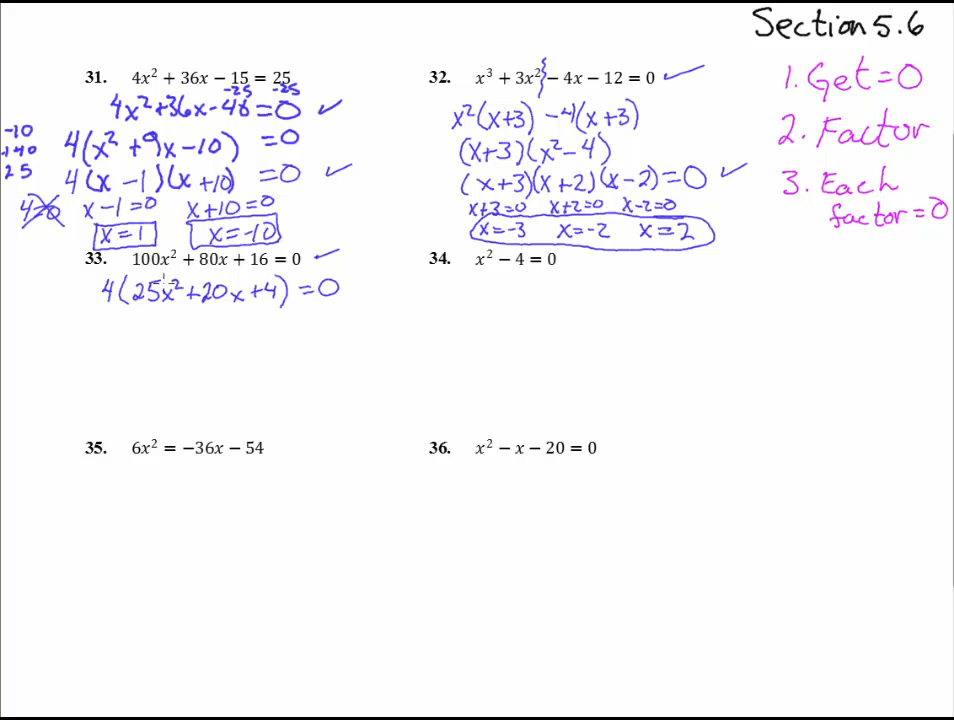 Section 5.6
1. Get = 0
2. Factor
3. Each
factor = 0
31. 4x² + 36x − 15 = 25
-25 -25
4x² + 36x - 40 = 0 ✓
4(x² + 9x - 10) = 0
4(x - 1)(x + 10) = 0 ✓
4=0 x - 1 = 0 x + 10 = 0
x = 1 x = -10
-10
25
32. x³ + 3x² − 4x − 12 = 0 ✓
x²(x+3) -4(x+3)
(x+3)(x² - 4)
(x+3)(x+2)(x-2) = 0 ✓
x+3=0 x+2=0 x-2=0
x=-3 x=-2 x=2
33. 100x² + 80x + 16 = 0 ✓
4(25x² + 20x + 4) = 0
34. x² − 4 = 0
35. 6x² = −36x − 54
36. x² − x − 20 = 0